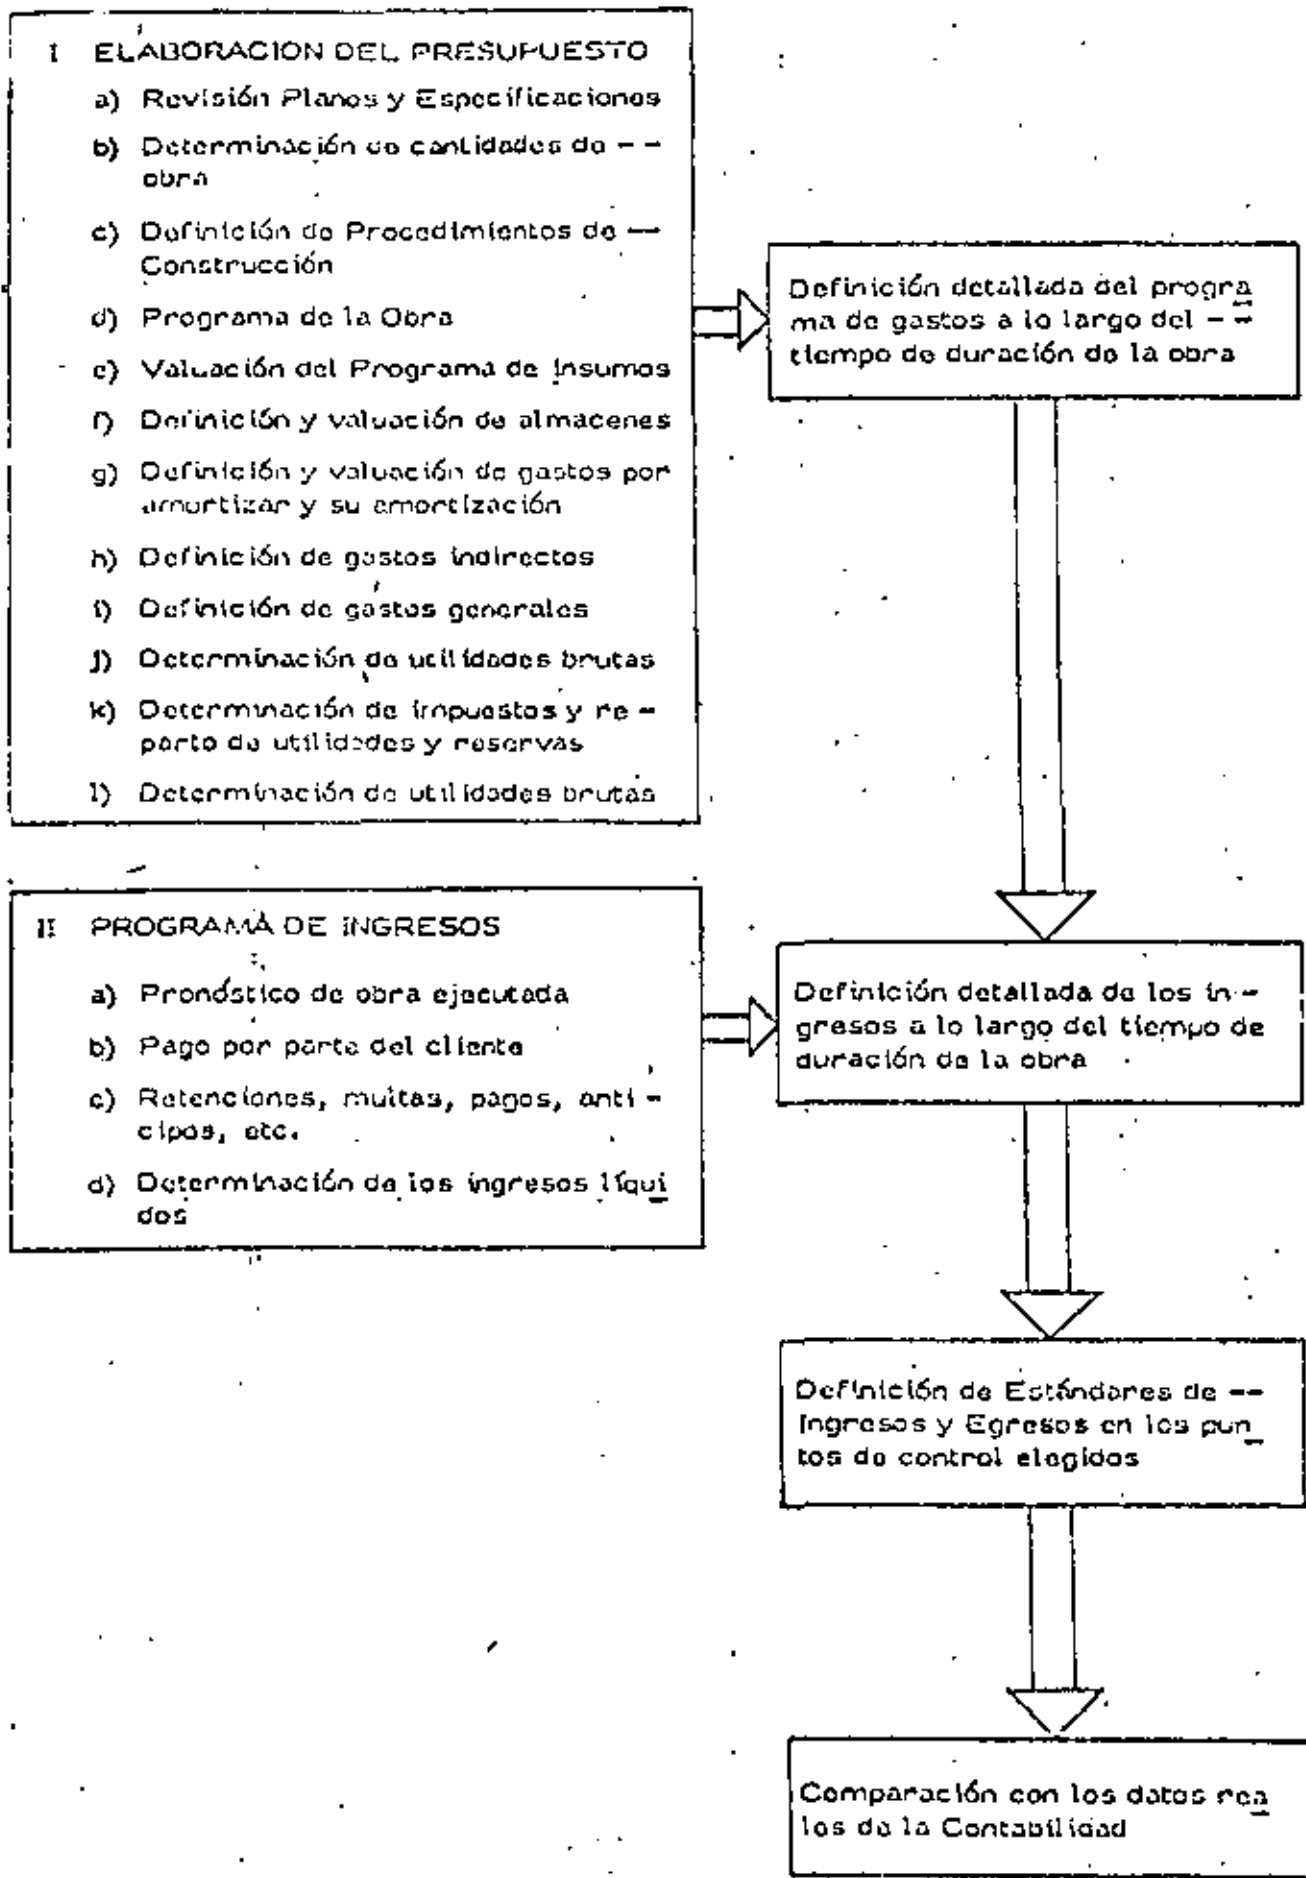 I ELABORACION DEL PRESUPUESTO
a) Revisión Planos y Especificaciones
b) Determinación de cantidades de - -
obra
c) Definición de Procedimientos de --
Construcción
d) Programa de la Obra
e) Valuación del Programa de Insumos
f) Definición y valuación de almacenes
g) Definición y valuación de gastos por
amortizar y su amortización
h) Definición de gastos indirectos
i) Definición de gastos generales
j) Determinación de utilidades brutas
k) Determinación de impuestos y re -
parto de utilidades y reservas
l) Determinación de utilidades brutas
Definición detallada del progra
ma de gastos a lo largo del - -
tiempo de duración de la obra
II PROGRAMA DE INGRESOS
a) Pronóstico de obra ejecutada
b) Pago por parte del cliente
c) Retenciones, multas, pagos, anti -
cipos, etc.
d) Determinación de los ingresos líqui
dos
Definición detallada de los in -
gresos a lo largo del tiempo de
duración de la obra
Definición de Estándares de --
Ingresos y Egresos en los pun
tos de control elegidos
Comparación con los datos rea
les de la Contabilidad